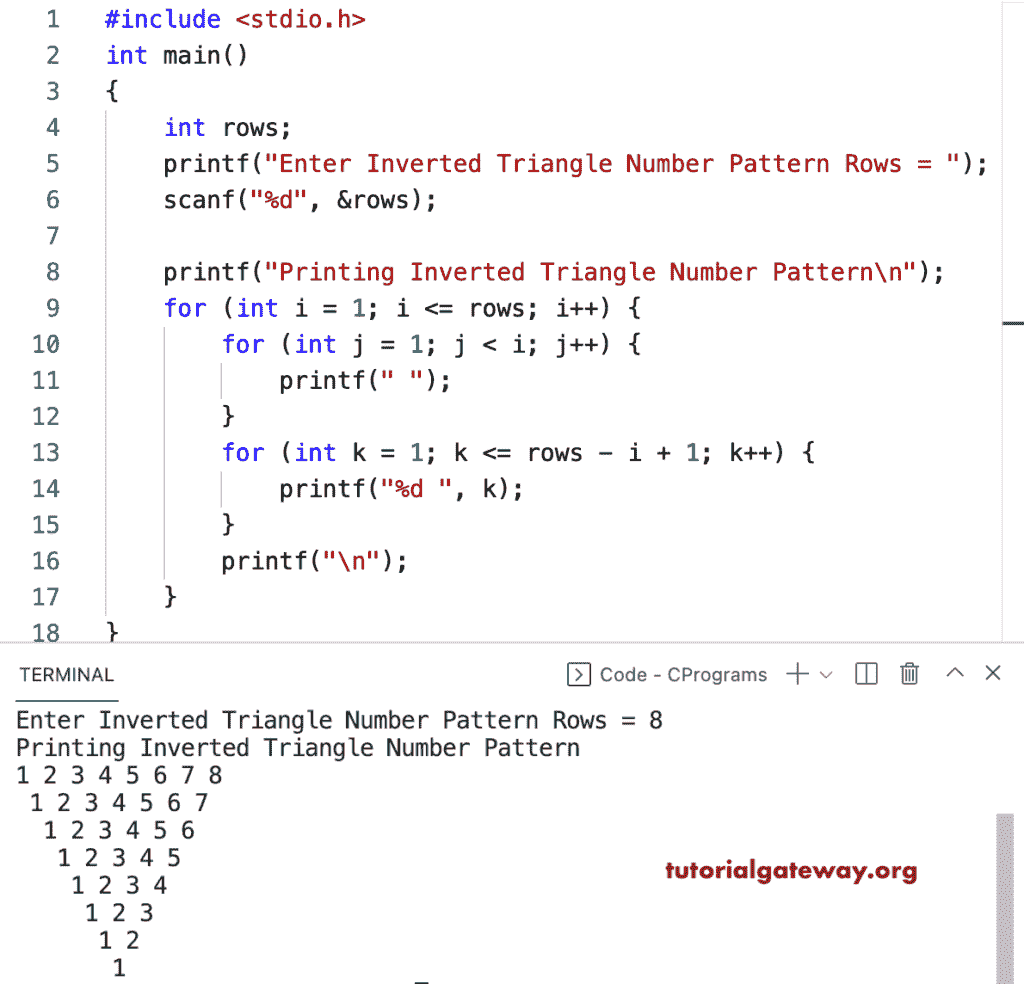 1 #include <stdio.h>
2 int main()
3 {
4     int rows;
5     printf("Enter Inverted Triangle Number Pattern Rows = ");
6     scanf("%d", &rows);
7
8     printf("Printing Inverted Triangle Number Pattern\n");
9     for (int i = 1; i <= rows; i++) {
10         for (int j = 1; j < i; j++) {
11             printf(" ");
12         }
13         for (int k = 1; k <= rows - i + 1; k++) {
14             printf("%d ", k);
15         }
16         printf("\n");
17     }
18 }
TERMINAL Code - CPrograms
Enter Inverted Triangle Number Pattern Rows = 8
Printing Inverted Triangle Number Pattern
1 2 3 4 5 6 7 8
 1 2 3 4 5 6 7
  1 2 3 4 5 6
   1 2 3 4 5
    1 2 3 4
     1 2 3
      1 2
       1
tutorialgateway.org